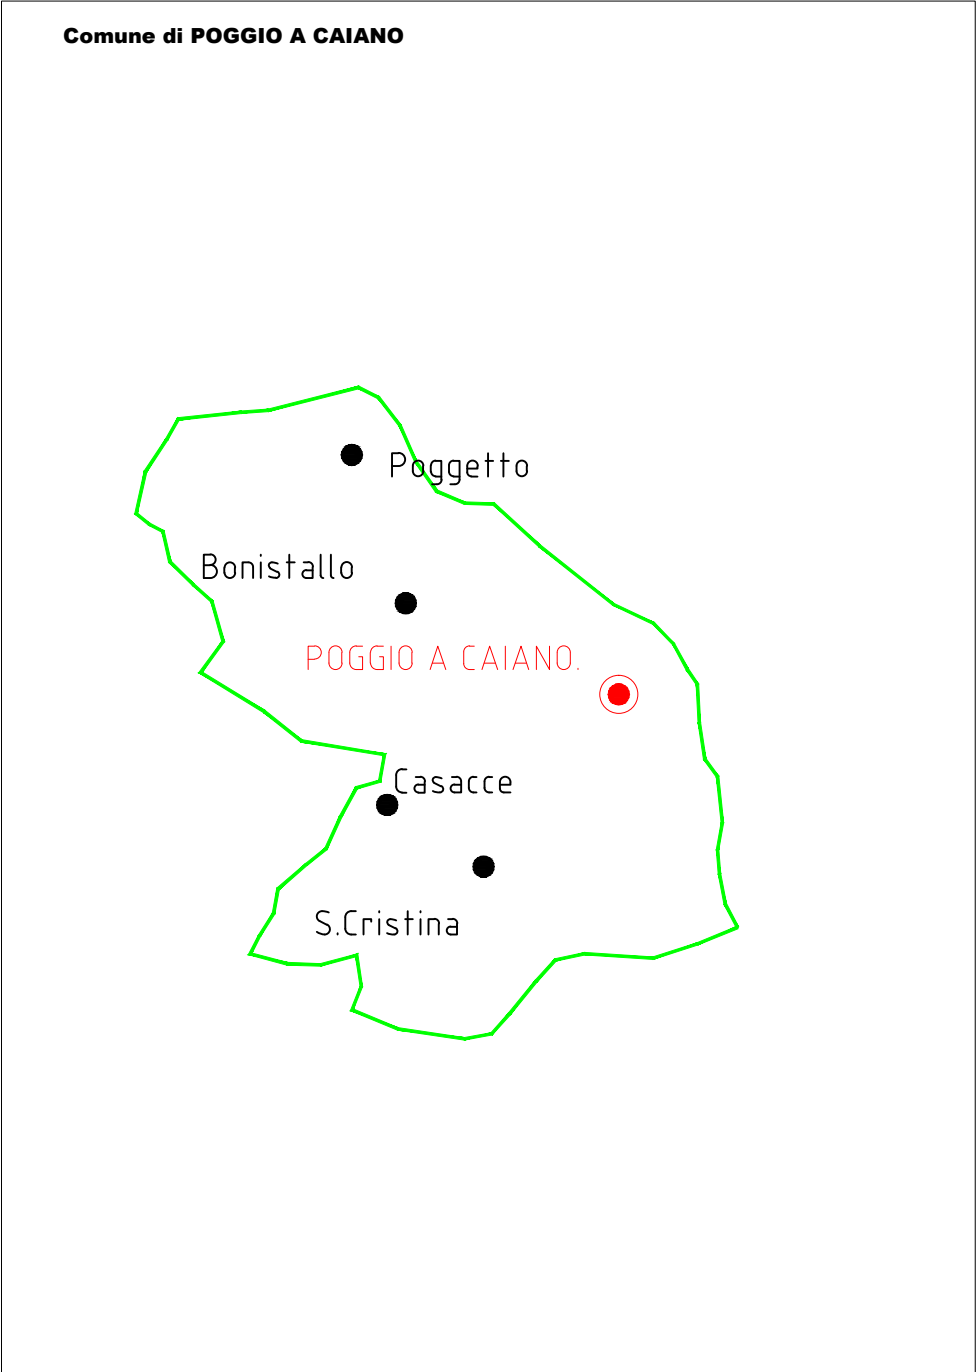 Comune di POGGIO A CAIANO
Poggetto
Bonistallo
POGGIO A CAIANO.
Casacce
S.Cristina